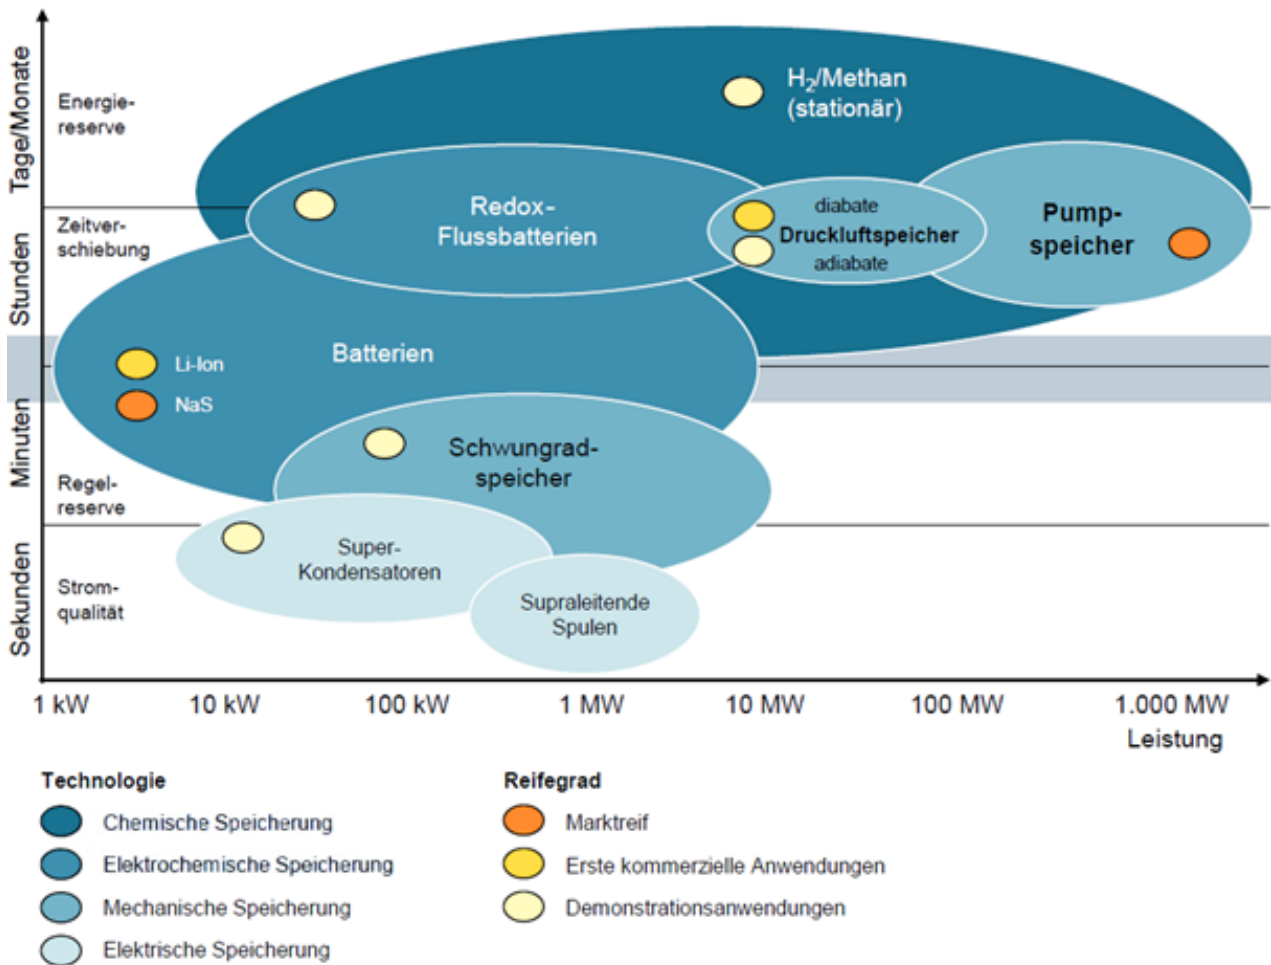 Tage/Monate
Stunden
Minuten
Sekunden
Energie-
reserve
Zeitver-
schiebung
Regel-
reserve
Strom-
qualität
H2/Methan
(stationär)
Redox-
Flussbatterien
diabate
Druckluftspeicher
adiabate
Pump-
speicher
Batterien
Li-Ion
NaS
Schwungrad-
speicher
Super-
Kondensatoren
Supraleitende
Spulen
1 kW 10 kW 100 kW 1 MW 10 MW 100 MW 1.000 MW
Leistung
Technologie
Chemische Speicherung
Elektrochemische Speicherung
Mechanische Speicherung
Elektrische Speicherung
Reifegrad
Marktreif
Erste kommerzielle Anwendungen
Demonstrationsanwendungen